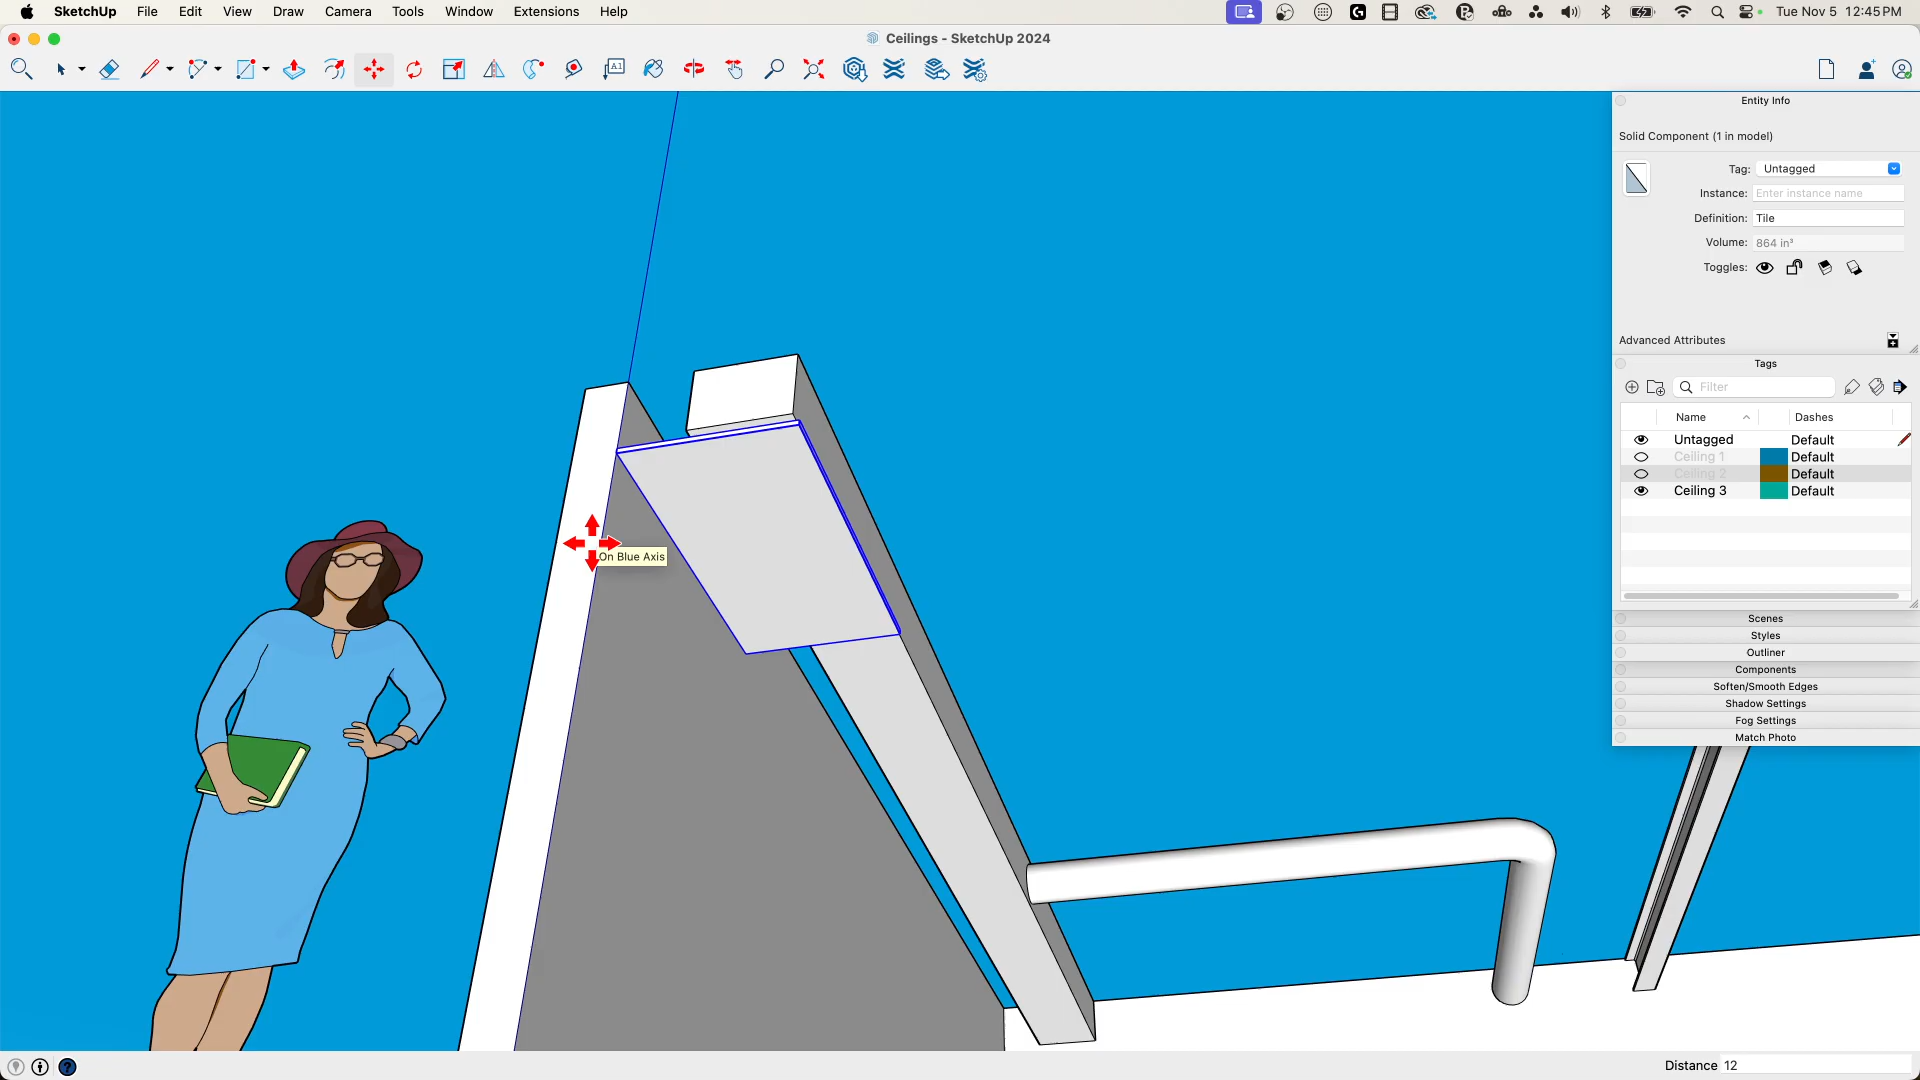 SketchUp File Edit View Draw Camera Tools Window Extensions Help
Tue Nov 5 12:45 PM
Ceilings - SketchUp 2024
A1
Entity Info
Solid Component (1 in model)
Tag: Untagged
Instance: Enter instance name
Definition: Tile
Volume: 864 in³
Toggles:
Advanced Attributes
Tags
Filter
Name Dashes
Untagged Default
Ceiling 1 Default
Ceiling 2 Default
Ceiling 3 Default
Scenes
Styles
Outliner
Components
Soften/Smooth Edges
Shadow Settings
Fog Settings
Match Photo
On Blue Axis
Distance 12